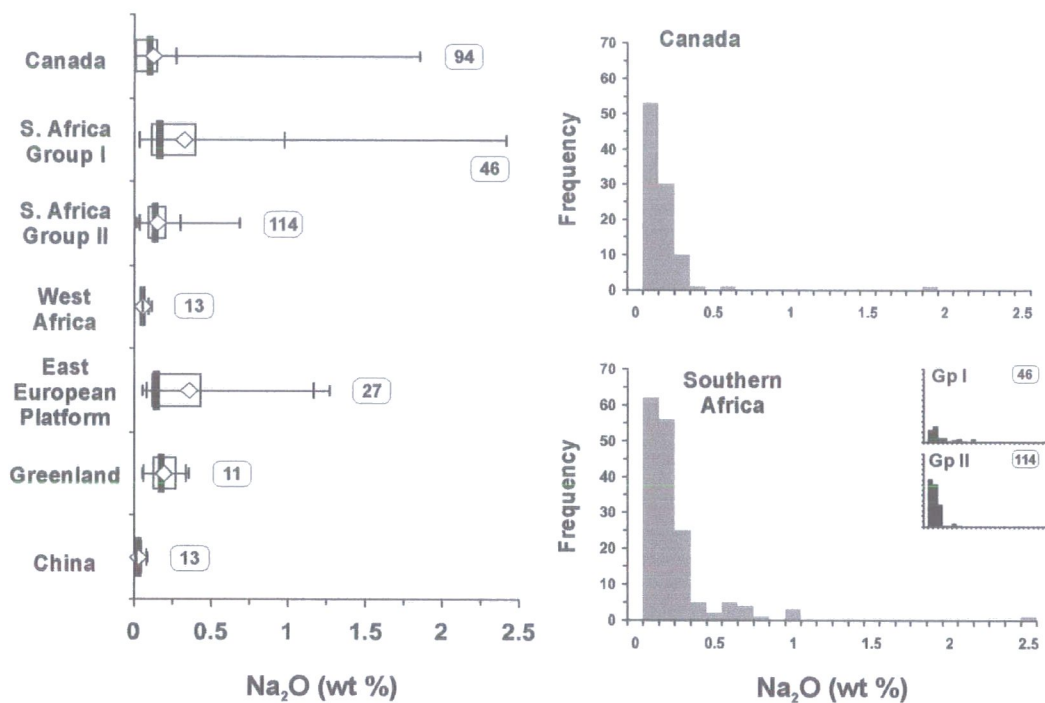 Canada
94
S. Africa
Group I
46
S. Africa
Group II
114
West
Africa
13
East
European
Platform
27
Greenland
11
China
13
0 0.5 1 1.5 2 2.5
Na₂O (wt %)
Canada
Frequency
70
60
50
40
30
20
10
0
0 0.5 1 1.5 2 2.5
Southern
Africa
Frequency
70
60
50
40
30
20
10
0
Gp I 46
Gp II 114
0 0.5 1 1.5 2 2.5
Na₂O (wt %)